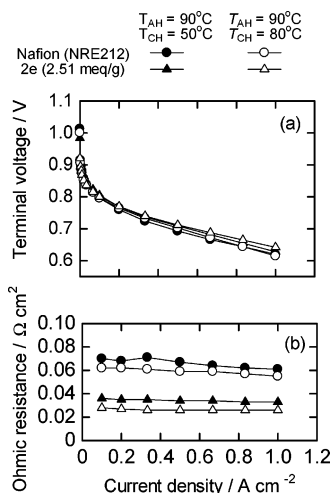 T_AH = 90°C T_AH = 90°C
T_CH = 50°C T_CH = 80°C
Nafion (NRE212)
2e (2.51 meq/g)
Terminal voltage / V
1.1
1.0
0.9
0.8
0.7
0.6
(a)
Ohmic resistance / Ω cm²
0.10
0.08
0.06
0.04
0.02
0
(b)
0 0.2 0.4 0.6 0.8 1.0 1.2
Current density / A cm⁻²